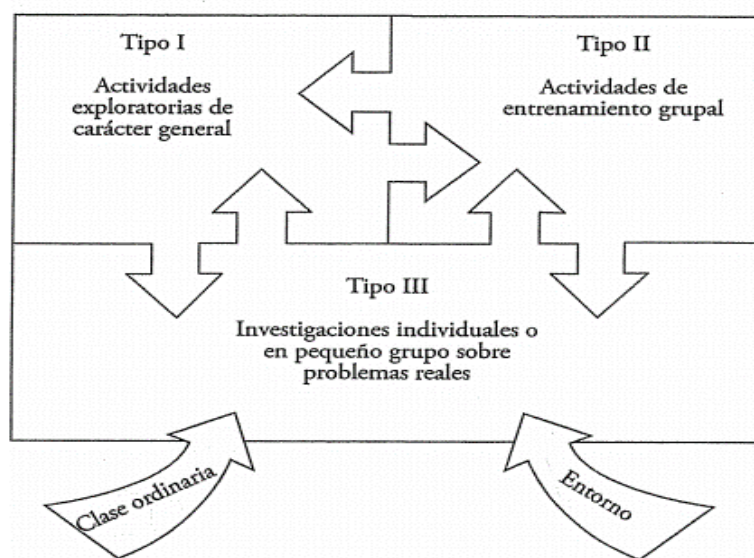 Tipo I
Actividades
exploratorias de
carácter general
Tipo II
Actividades de
entrenamiento grupal
Tipo III
Investigaciones individuales o
en pequeño grupo sobre
problemas reales
Clase ordinaria
Entorno